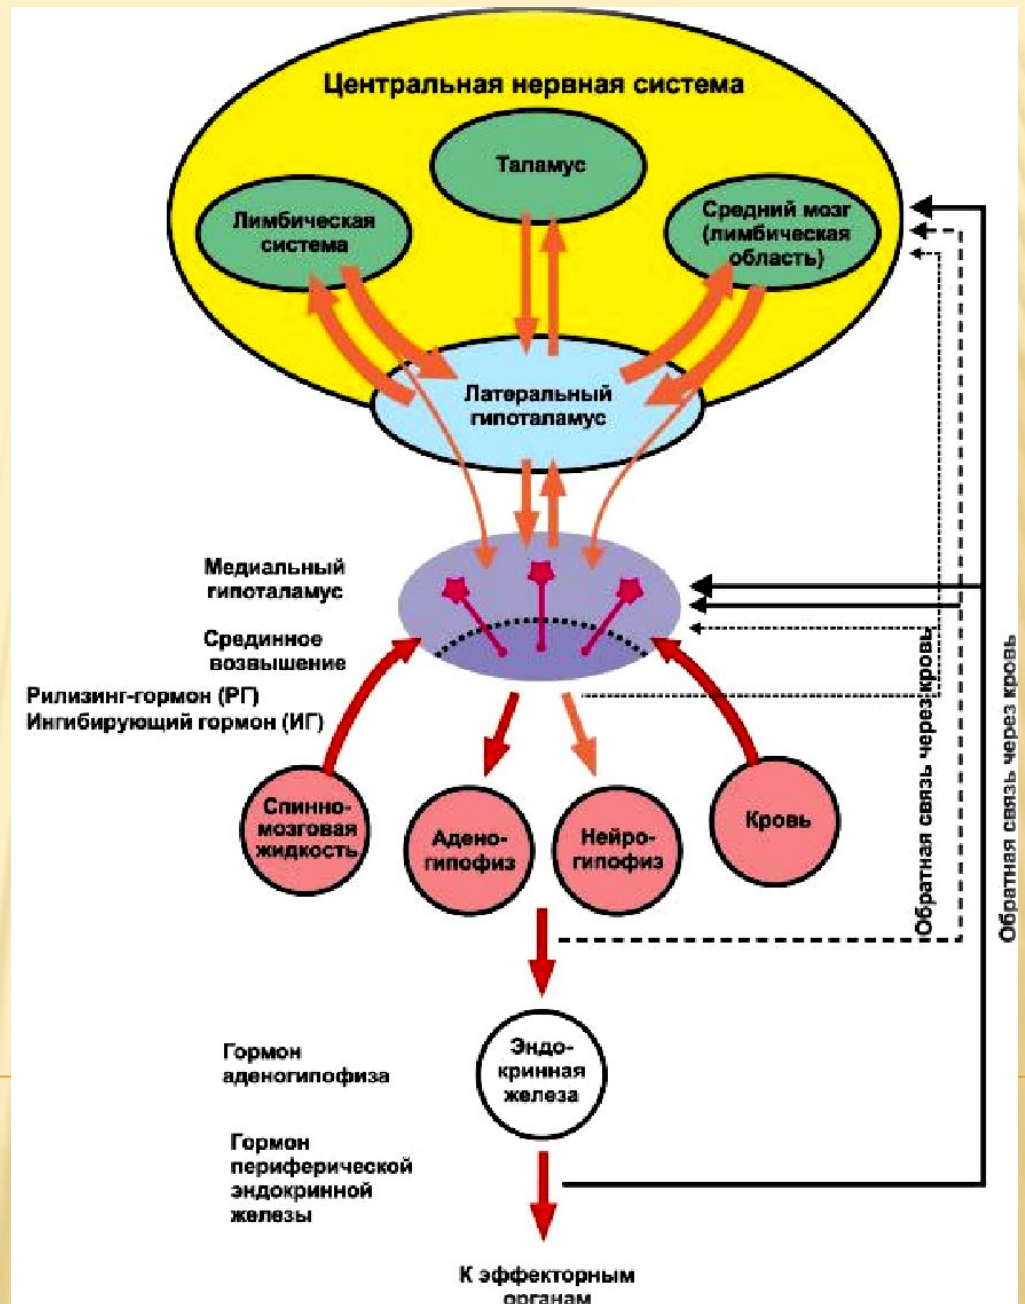 Центральная нервная система
Таламус
Лимбическая
система
Средний мозг
(лимбическая
область)
Латеральный
гипоталамус
Медиальный
гипоталамус
Срединное
возвышение
Рилизинг-гормон (РГ)
Ингибирующий гормон (ИГ)
Спинно-
мозговая
жидкость
Адено-
гипофиз
Нейро-
гипофиз
Кровь
Обратная связь через кровь
Обратная связь через кровь
Эндо-
кринная
железа
Гормон
аденогипофиза
Гормон
периферической
эндокринной
железы
К эффекторным
органам